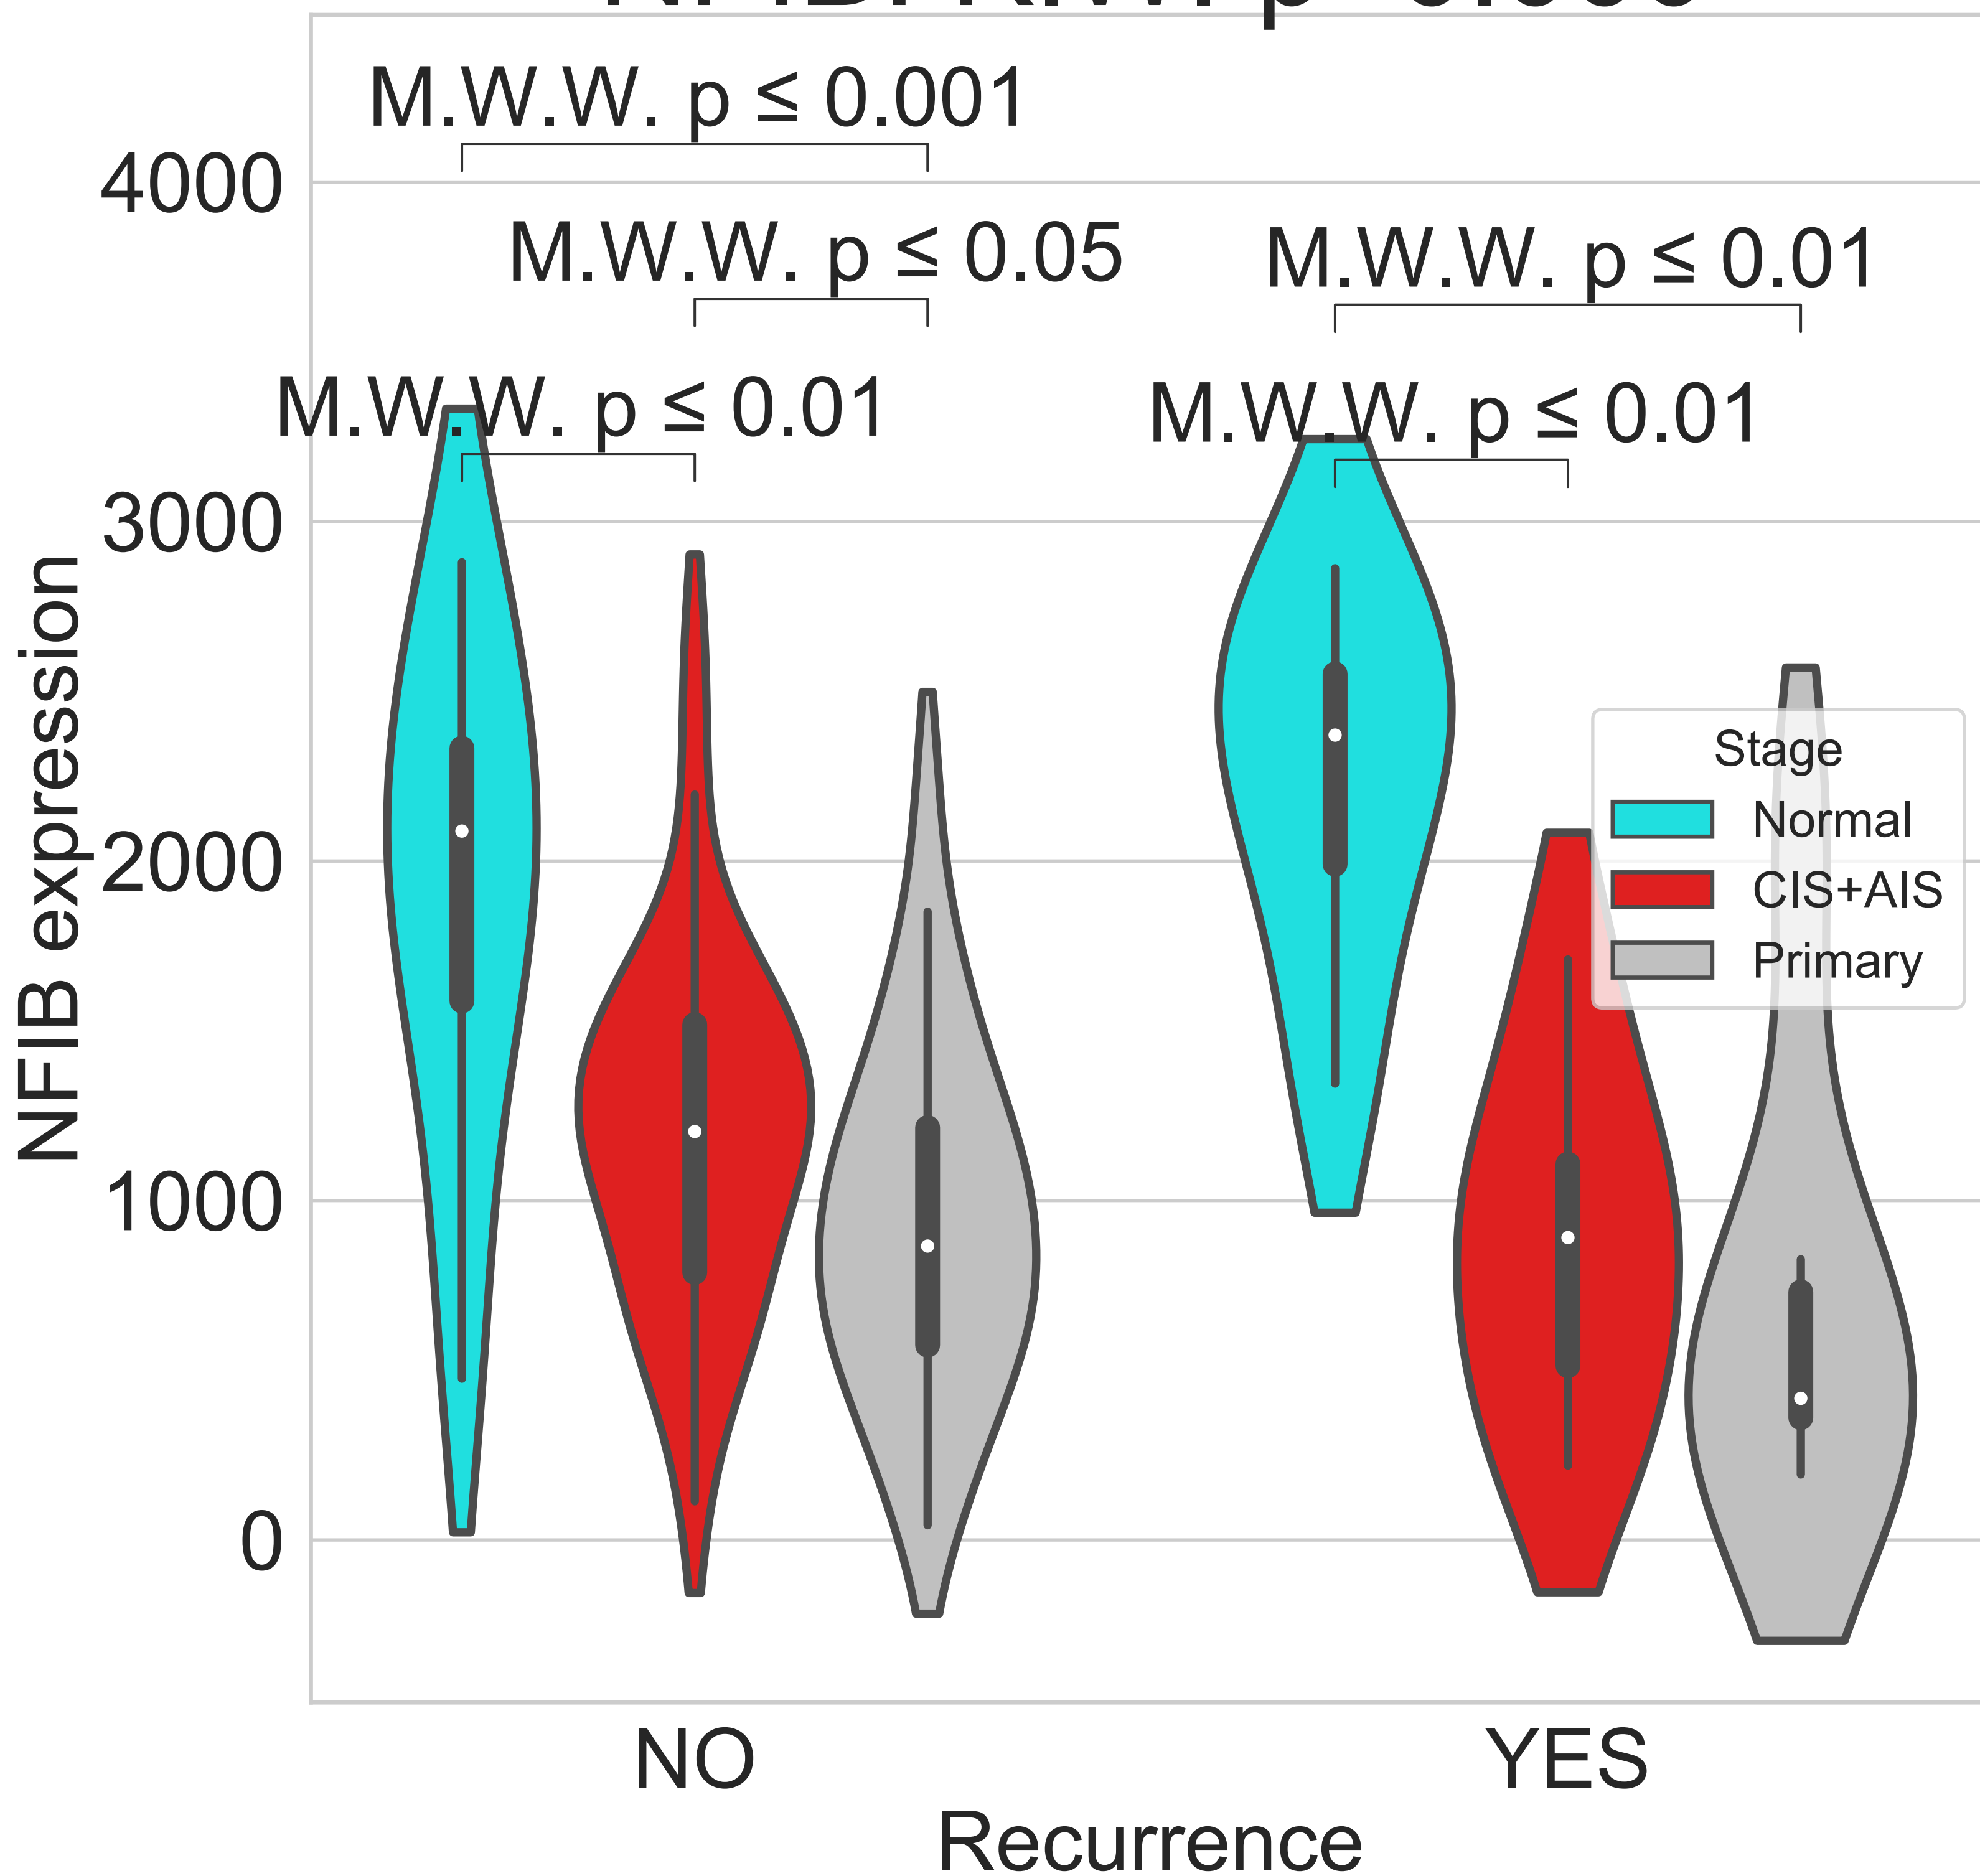 M.W.W. p ≤ 0.001
4000
M.W.W. p ≤ 0.05
M.W.W. p ≤ 0.01
M.W.W. p ≤ 0.01
M.W.W. p ≤ 0.01
3000
2000
1000
0
NFIB expression
Stage
Normal
CIS+AIS
Primary
NO
YES
Recurrence